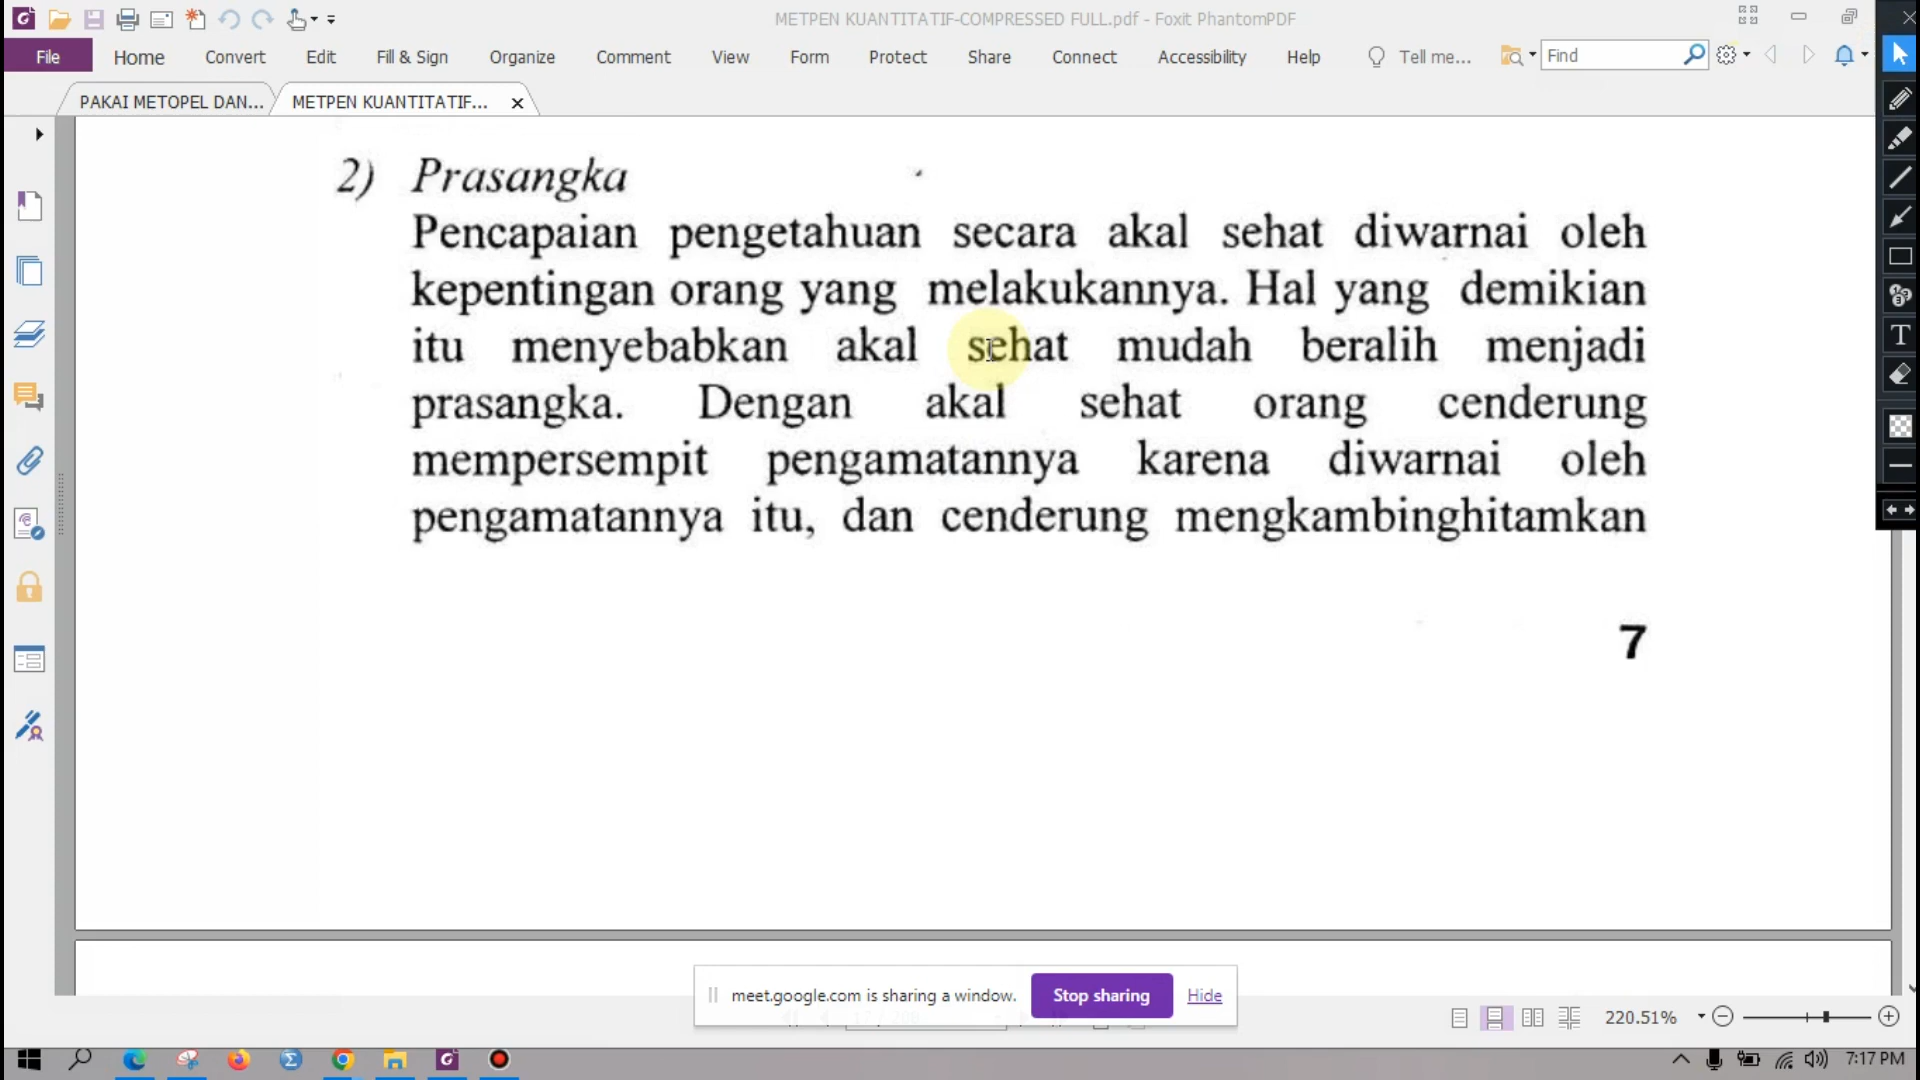 METPEN KUANTITATIF-COMPRESSED FULL.pdf - Foxit PhantomPDF
File Home Convert Edit Fill & Sign Organize Comment View Form Protect Share Connect Accessibility Help Tell me... Find
PAKAI METOPEL DAN... METPEN KUANTITATIF...
2) Prasangka
Pencapaian pengetahuan secara akal sehat diwarnai oleh
kepentingan orang yang melakukannya. Hal yang demikian
itu menyebabkan akal sehat mudah beralih menjadi
prasangka. Dengan akal sehat orang cenderung
mempersempit pengamatannya karena diwarnai oleh
pengamatannya itu, dan cenderung mengkambinghitamkan
7
meet.google.com is sharing a window. Stop sharing Hide
220.51%
7:17 PM